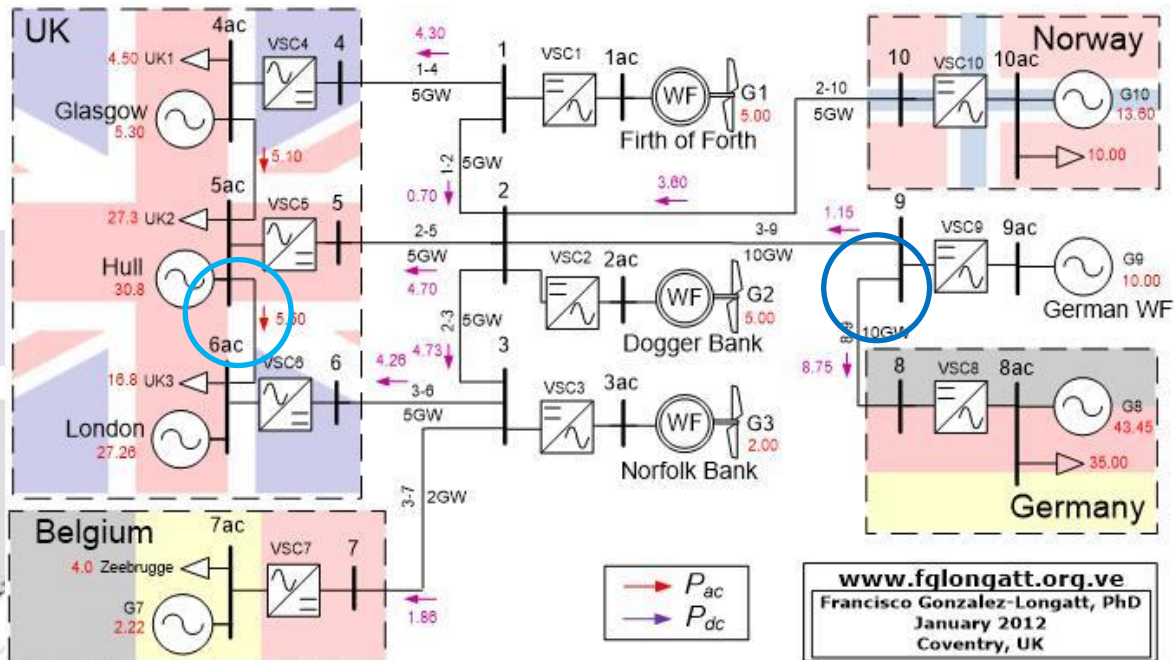 UK
4ac
VSC4
4
4.50 UK1
Glasgow
5.30
5.10
5ac
VSC5
5
27.3 UK2
Hull
30.8
5.50
6ac
VSC6
6
16.8 UK3
London
27.26
4.30
1-4
5GW
1
VSC1
1ac
WF
G1
5.00
Firth of Forth
1-2
5GW
0.70
2
2-5
5GW
4.70
VSC2
2ac
WF
G2
5.00
Dogger Bank
2-3
5GW
4.73
3
4.26
3-6
5GW
VSC3
3ac
WF
G3
2.00
Norfolk Bank
3-7
2GW
1.86
2-10
5GW
3.60
3-9
10GW
1.15
Norway
10
VSC10
10ac
G10
13.60
10.00
9
VSC9
9ac
G9
10.00
German WF
8-9
10GW
8.75
8
VSC8
8ac
G8
43.45
35.00
Germany
Belgium
7ac
VSC7
7
4.0 Zeebrugge
G7
2.22
Pac
Pdc
www.fglongatt.org.ve
Francisco Gonzalez-Longatt, PhD
January 2012
Coventry, UK